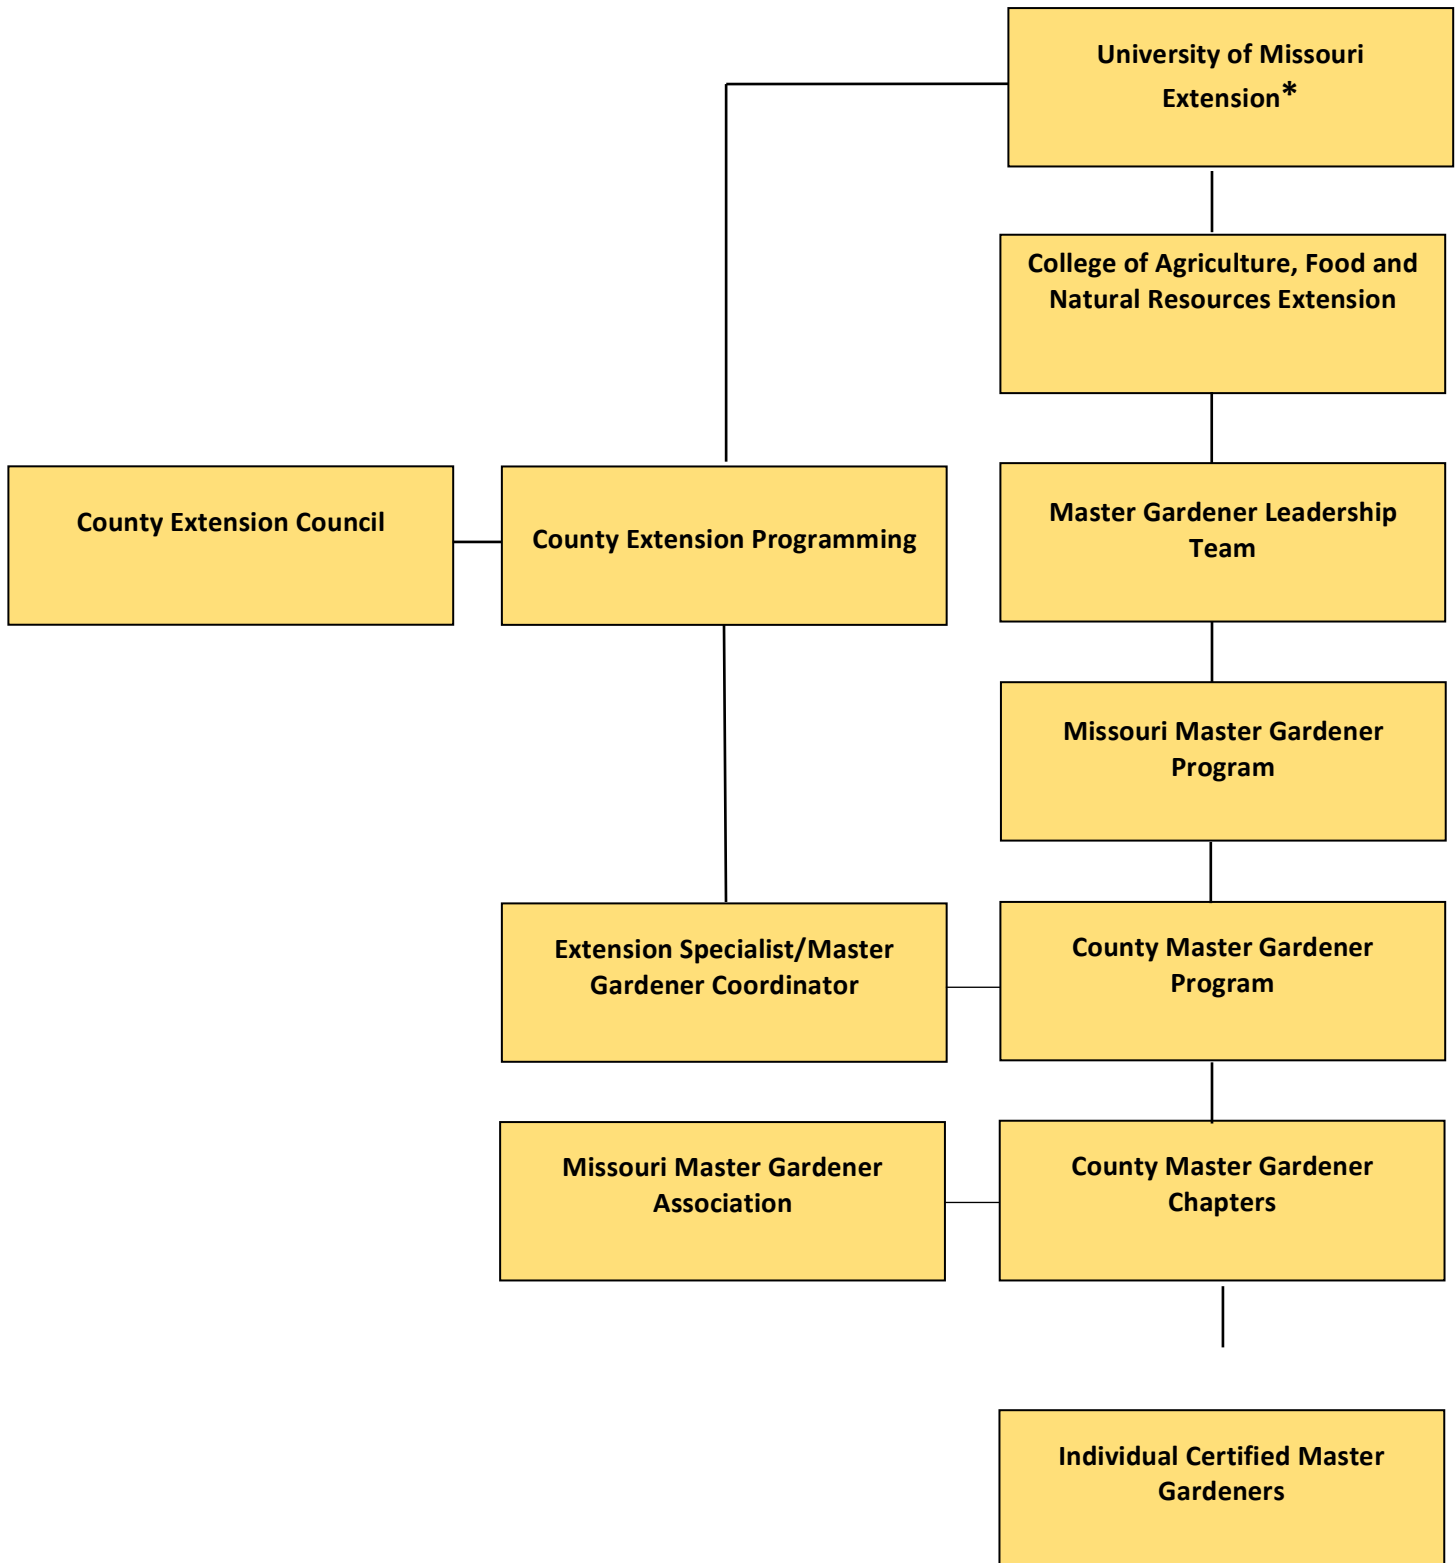 University of Missouri
Extension*
College of Agriculture, Food and
Natural Resources Extension
County Extension Council
County Extension Programming
Master Gardener Leadership
Team
Missouri Master Gardener
Program
Extension Specialist/Master
Gardener Coordinator
County Master Gardener
Program
Missouri Master Gardener
Association
County Master Gardener
Chapters
Individual Certified Master
Gardeners